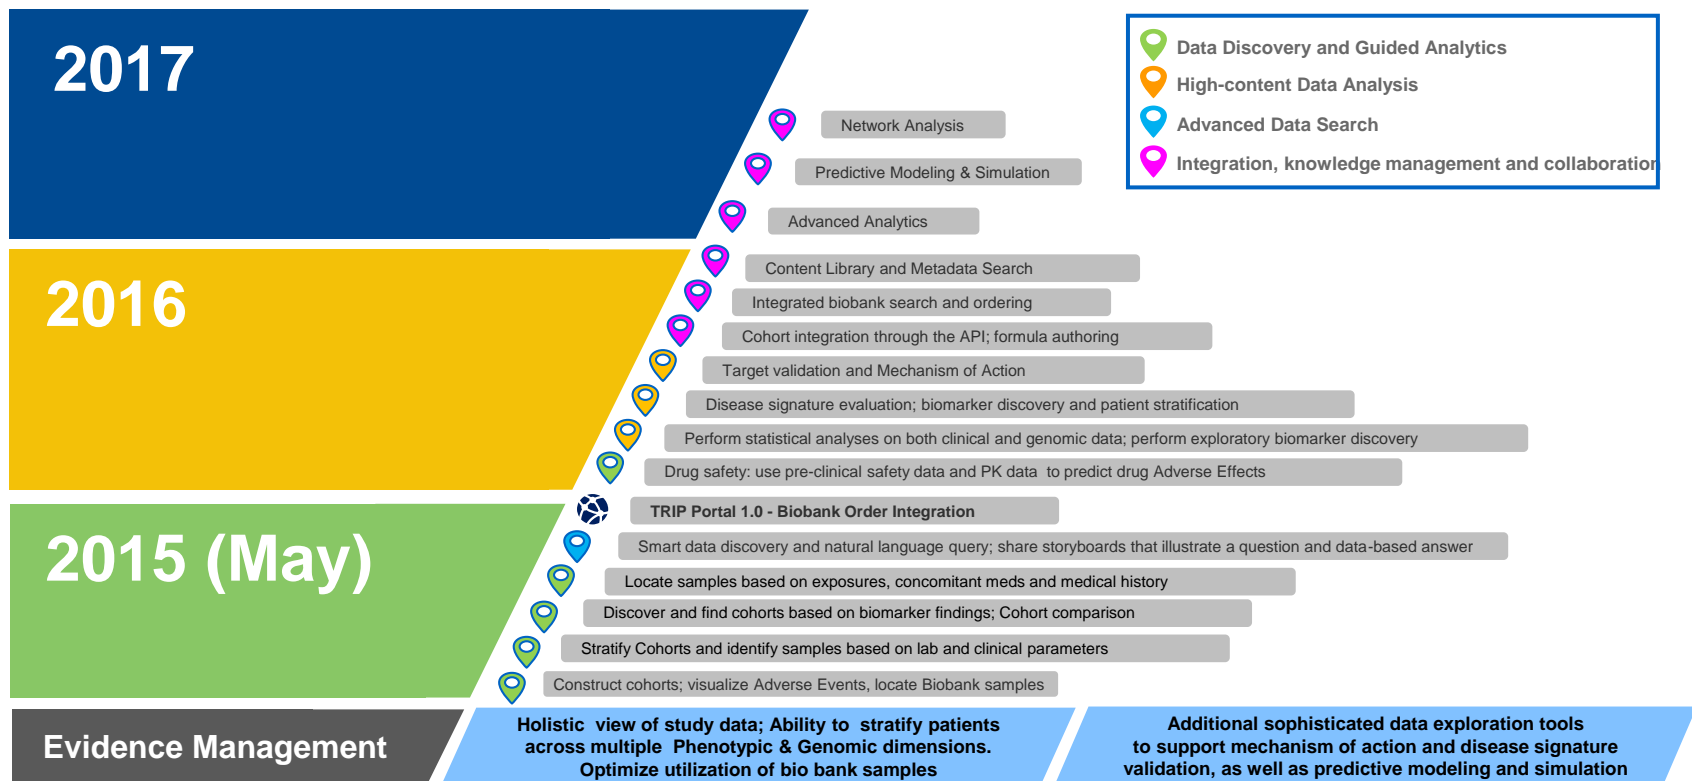 2017
Data Discovery and Guided Analytics
High-content Data Analysis
Advanced Data Search
Integration, knowledge management and collaboration
Network Analysis
Predictive Modeling & Simulation
Advanced Analytics
2016
Content Library and Metadata Search
Integrated biobank search and ordering
Cohort integration through the API; formula authoring
Target validation and Mechanism of Action
Disease signature evaluation; biomarker discovery and patient stratification
Perform statistical analyses on both clinical and genomic data; perform exploratory biomarker discovery
Drug safety: use pre-clinical safety data and PK data to predict drug Adverse Effects
2015 (May)
TRIP Portal 1.0 - Biobank Order Integration
Smart data discovery and natural language query; share storyboards that illustrate a question and data-based answer
Locate samples based on exposures, concomitant meds and medical history
Discover and find cohorts based on biomarker findings; Cohort comparison
Stratify Cohorts and identify samples based on lab and clinical parameters
Construct cohorts; visualize Adverse Events, locate Biobank samples
Evidence Management
Holistic view of study data; Ability to stratify patients
across multiple Phenotypic & Genomic dimensions.
Optimize utilization of bio bank samples
Additional sophisticated data exploration tools
to support mechanism of action and disease signature
validation, as well as predictive modeling and simulation